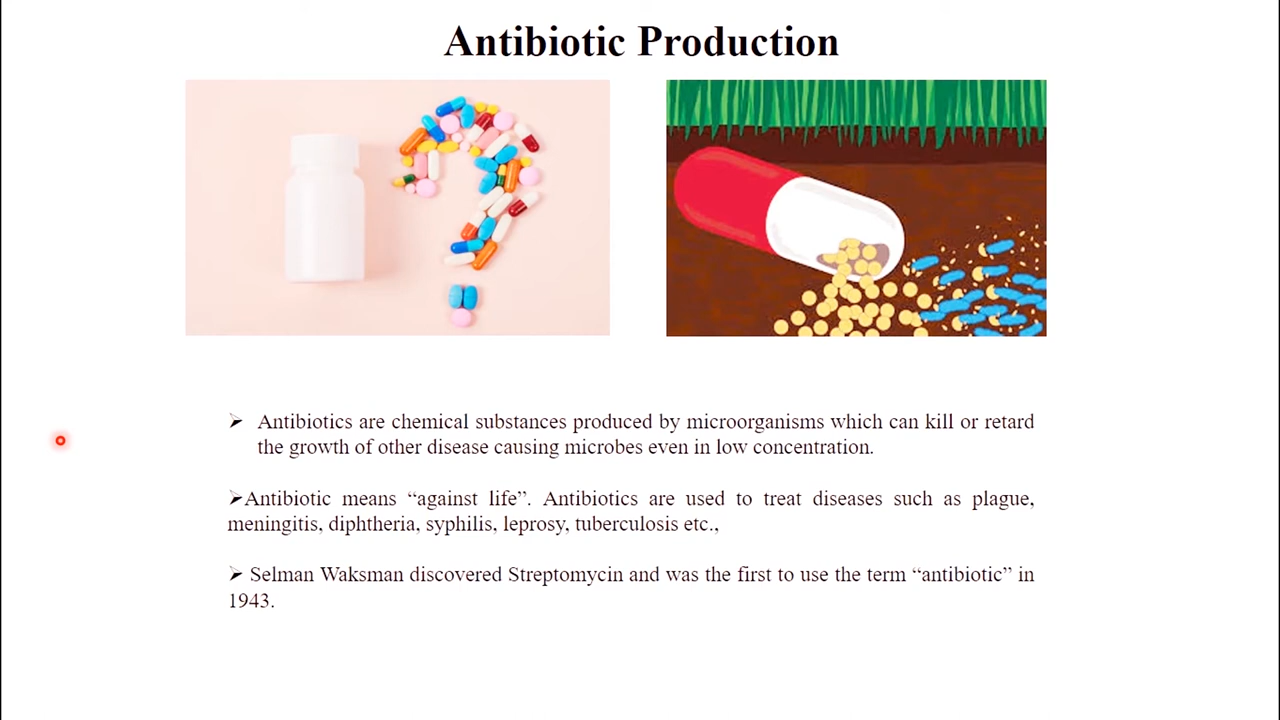 Antibiotic Production
➢ Antibiotics are chemical substances produced by microorganisms which can kill or retard
the growth of other disease causing microbes even in low concentration.
➢Antibiotic means “against life”. Antibiotics are used to treat diseases such as plague,
meningitis, diphtheria, syphilis, leprosy, tuberculosis etc.,
➢ Selman Waksman discovered Streptomycin and was the first to use the term “antibiotic” in
1943.